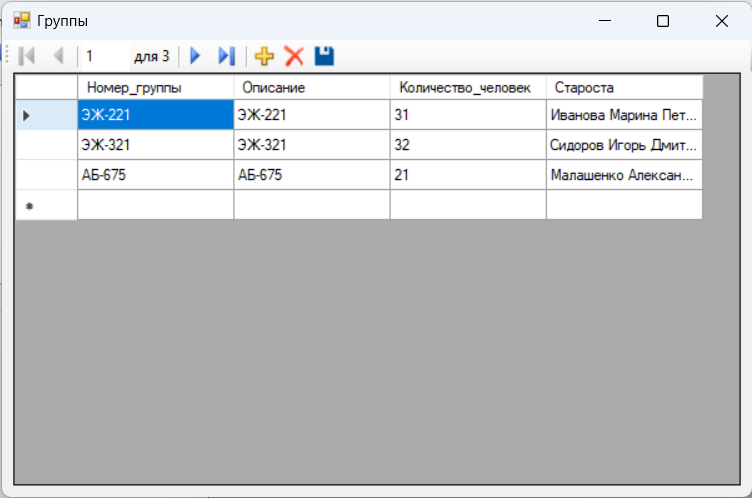 Группы
1 для 3
Номер_группы Описание Количество_человек Староста
ЭЖ-221 ЭЖ-221 31 Иванова Марина Пет...
ЭЖ-321 ЭЖ-321 32 Сидоров Игорь Дмит...
АБ-675 АБ-675 21 Малашенко Алексан...